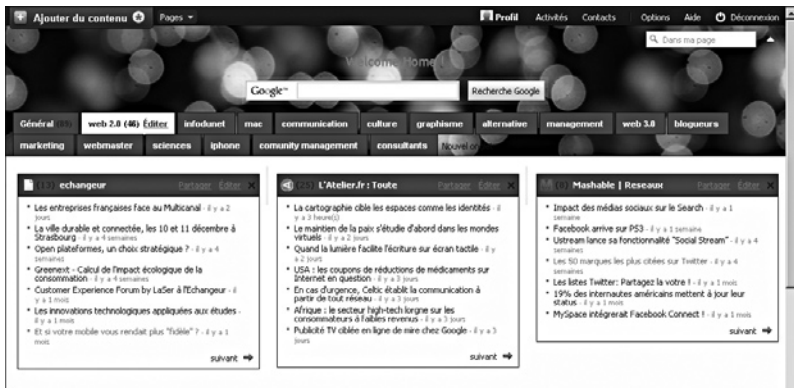 Ajouter du contenu Pages Profil Activités Contacts Options Aide Déconnexion
Dans ma page
Welcome Home !
Google™ Recherche Google
Général (85) web 2.0 (46) Éditer infodunet mac communication culture graphisme alternative management web 3.0 blogueurs
marketing webmaster sciences iphone comunity management consultants Nouvel on
(12) echangeur Partager Éditer
Les entreprises françaises face au Multicanal - il y a 2
jours
La ville durable et connectée, les 10 et 11 décembre à
Strasbourg - il y a 4 semaines
Open plateformes, un choix stratégique ? - il y a 4
semaines
Greenext - Calcul de l'impact écologique de la
consommation - il y a 4 semaines
Customer Experience Forum by LaSer à l'Echangeur - il
y a 1 mois
Les innovations technologiques appliquées aux études -
il y a 1 mois
Et si votre mobile vous rendait plus "fidèle" ? - il y a 1
mois
suivant
(25) L'Atelier.fr : Toute Partager Éditer
La cartographie cible les espaces comme les identités - il
y a 3 heure(s)
Le maintien de la paix s'étudie d'abord dans les mondes
virtuels - il y a 2 jours
Quand la lumière facilite l'écriture sur écran tactile - il y
a 2 jours
USA : les coupons de réductions de médicaments sur
Internet en question - il y a 3 jours
En cas d'urgence, Celtic établit la communication à
partir de tout réseau - il y a 3 jours
Afrique : le secteur high-tech lorgne sur les
consommateurs à faibles revenus - il y a 3 jours
Publicité TV ciblée en ligne de mire chez Google - il y a 3
jours
suivant
(0) Mashable | Reseaux Partager Éditer
Impact des médias sociaux sur le Search - il y a 1
semaine
Facebook arrive sur PS3 - il y a 1 semaine
Ustream lance sa fonctionnalité "Social Stream" - il y a 4
semaines
Les 50 marques les plus citées sur Twitter - il y a 4
semaines
Les listes Twitter: Partagez la votre ! - il y a 1 mois
19% des internautes américains mettent à jour leur
status - il y a 1 mois
MySpace intégrerait Facebook Connect ! - il y a 1 mois
suivant